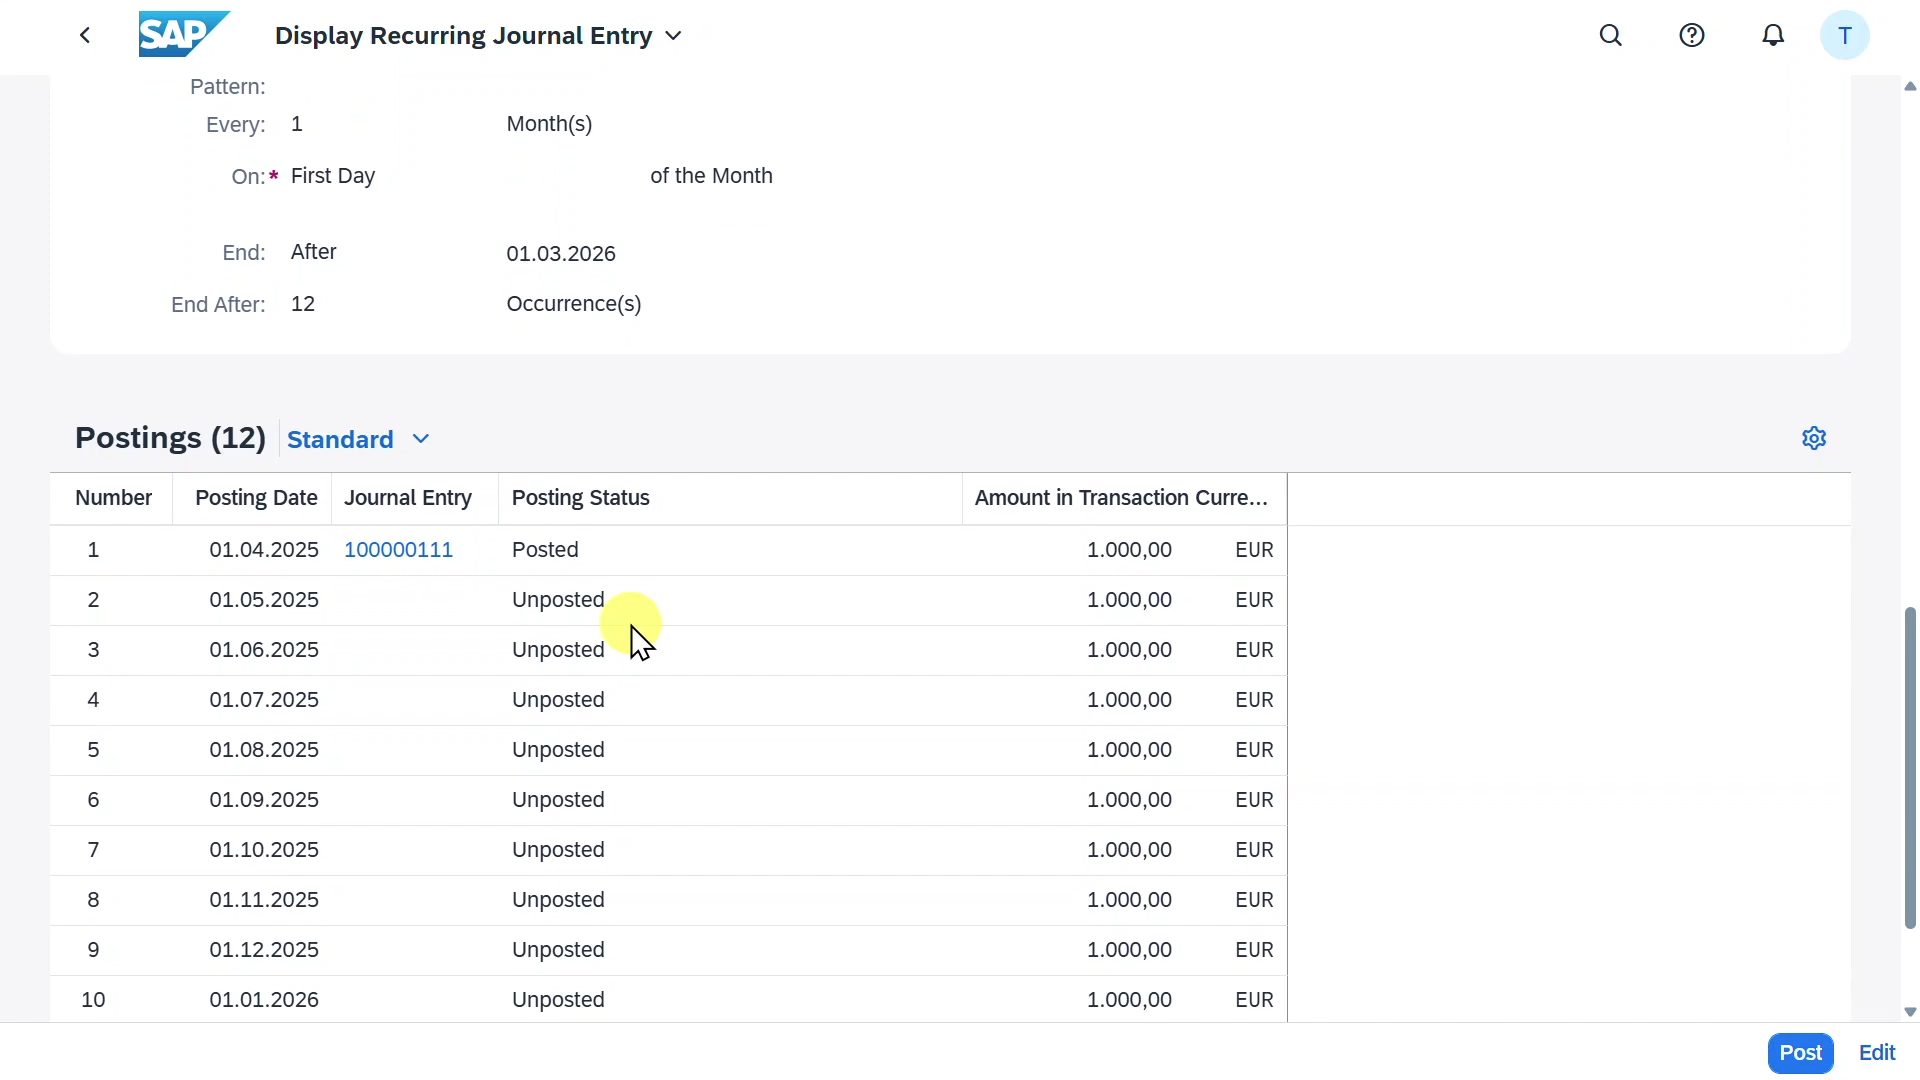 SAP Display Recurring Journal Entry T
Pattern:
Every: 1 Month(s)
On:* First Day of the Month
End: After 01.03.2026
End After: 12 Occurrence(s)
Postings (12) Standard
Number Posting Date Journal Entry Posting Status Amount in Transaction Curre...
1 01.04.2025 100000111 Posted 1.000,00 EUR
2 01.05.2025 Unposted 1.000,00 EUR
3 01.06.2025 Unposted 1.000,00 EUR
4 01.07.2025 Unposted 1.000,00 EUR
5 01.08.2025 Unposted 1.000,00 EUR
6 01.09.2025 Unposted 1.000,00 EUR
7 01.10.2025 Unposted 1.000,00 EUR
8 01.11.2025 Unposted 1.000,00 EUR
9 01.12.2025 Unposted 1.000,00 EUR
10 01.01.2026 Unposted 1.000,00 EUR
Post Edit